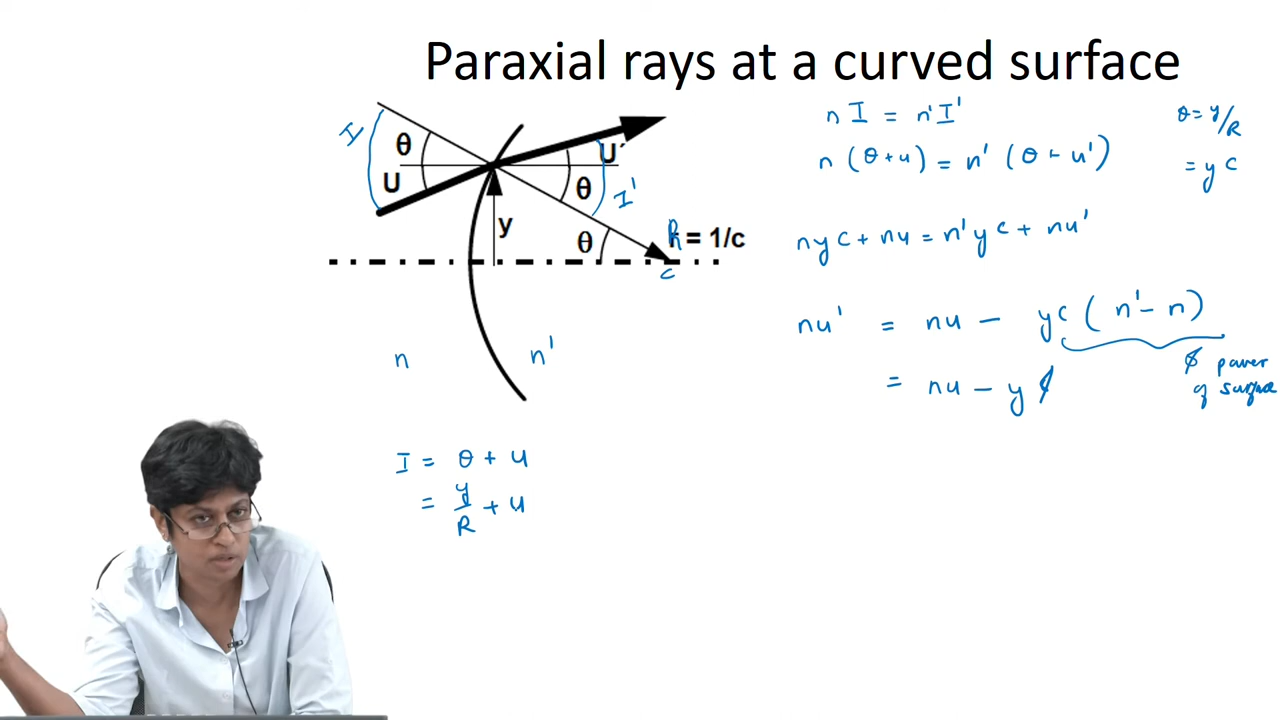 Paraxial rays at a curved surface
I
θ
U
U´
θ
I'
y
θ
R = 1/c
c
n
n'
I = θ + u
= y/R + u
n I = n' I'
n (θ + u) = n' (θ + u')
θ = y/R
= y c
n y c + n u = n' y c + n u'
n u' = n u - y c ( n' - n )
ϕ power of surface
= n u - y ϕ